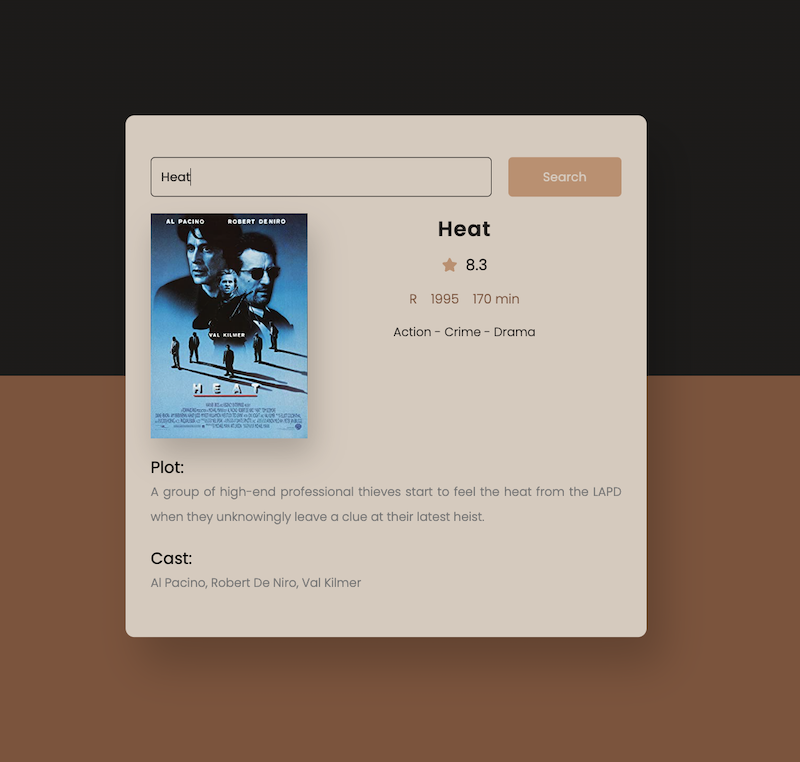 Heat
Search
AL PACINO ROBERT DE NIRO
VAL KILMER
HEAT
Heat
8.3
R 1995 170 min
Action - Crime - Drama
Plot:
A group of high-end professional thieves start to feel the heat from the LAPD
when they unknowingly leave a clue at their latest heist.
Cast:
Al Pacino, Robert De Niro, Val Kilmer